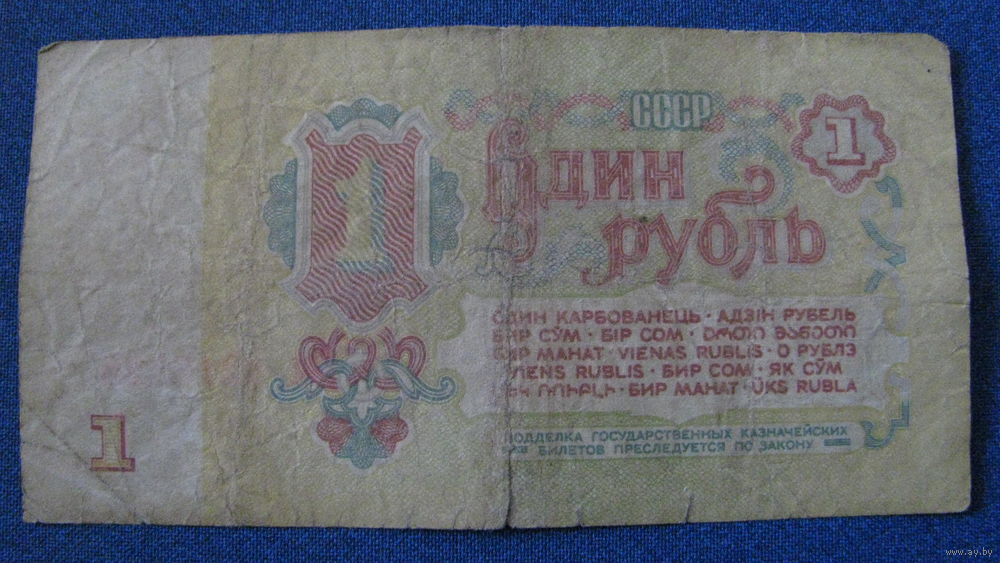 СССР
1
1
Один
рубль
ОДИН КАРБОВАНЕЦЬ · АДЗІН РУБЕЛЬ
БИР СЎМ · БІР СОМ · ᲔᲠᲗᲘ ᲛᲐᲜᲔᲗᲘ
БИР МАНАТ · VIENAS RUBLIS · О РУБЛЭ
VIENS RUBLIS · БИР СОМ · ЯК СЎМ
ՄԵԿ ՌՈՒԲԼԻ · БИР МАНАТ · ÜKS RUBLA
ПОДДЕЛКА ГОСУДАРСТВЕННЫХ КАЗНАЧЕЙСКИХ
БИЛЕТОВ ПРЕСЛЕДУЕТСЯ ПО ЗАКОНУ
1
www.ay.by